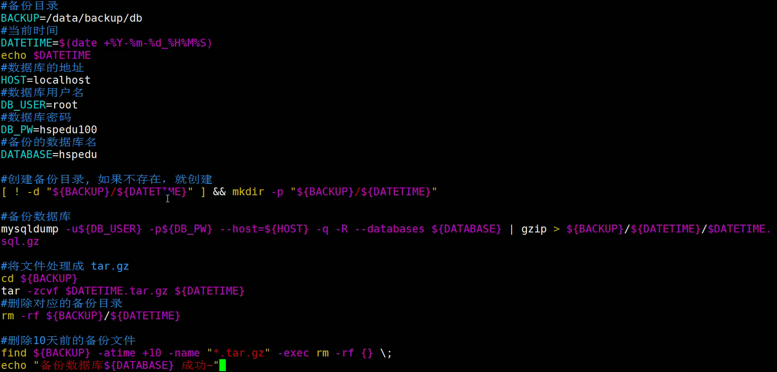 #备份目录
BACKUP=/data/backup/db
#当前时间
DATETIME=$(date +%Y-%m-%d_%H%M%S)
echo $DATETIME
#数据库的地址
HOST=localhost
#数据库用户名
DB_USER=root
#数据库密码
DB_PW=hspedu100
#备份的数据库名
DATABASE=hspedu
#创建备份目录, 如果不存在, 就创建
[ ! -d "${BACKUP}/${DATETIME}" ] && mkdir -p "${BACKUP}/${DATETIME}"
#备份数据库
mysqldump -u${DB_USER} -p${DB_PW} --host=${HOST} -q -R --databases ${DATABASE} | gzip > ${BACKUP}/${DATETIME}/$DATETIME.
sql.gz
#将文件处理成 tar.gz
cd ${BACKUP}
tar -zcvf $DATETIME.tar.gz ${DATETIME}
#删除对应的备份目录
rm -rf ${BACKUP}/${DATETIME}
#删除10天前的备份文件
find ${BACKUP} -atime +10 -name "*.tar.gz" -exec rm -rf {} \;
echo "备份数据库${DATABASE} 成功~"